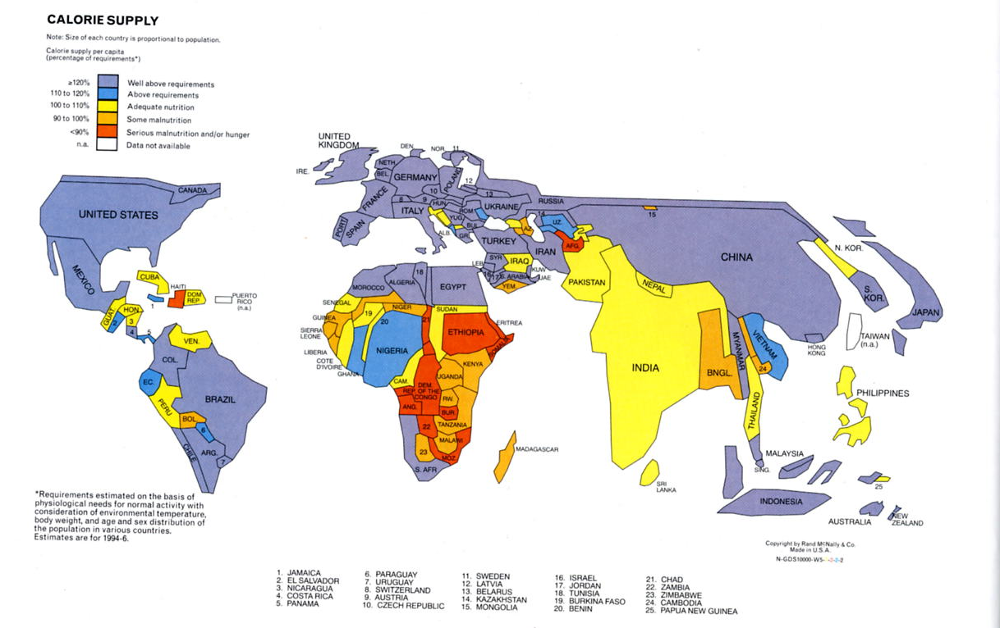 CALORIE SUPPLY
Note: Size of each country is proportional to population.
Calorie supply per capita
(percentage of requirements*)
≥120% Well above requirements
110 to 120% Above requirements
100 to 110% Adequate nutrition
90 to 100% Some malnutrition
<90% Serious malnutrition and/or hunger
n.a. Data not available
CANADA
UNITED STATES
MEXICO
CUBA
HAITI
DOM
REP
PUERTO
RICO
(n.a.)
1
GUAT.
HON.
2
3
4
5
VEN.
COL.
EC.
PERU
BRAZIL
BOL.
6
CHILE
ARG.
7
UNITED
KINGDOM
IRE.
DEN.
NOR.
11
NETH.
BEL.
GERMANY
POLAND
12
10
13
FRANCE
8
9
HUN.
UKRAINE
RUSSIA
ITALY
ROM.
YUG.
BUL.
PORT.
SPAIN
ALB.
GR.
14
UZ.
15
AZ.
TURKEY
IRAN
AFG.
SYR.
LEB.
IRAQ
KUW
UAE
16
17
S. ARABIA
YEM.
CHINA
N. KOR.
S.
KOR.
JAPAN
PAKISTAN
NEPAL
INDIA
BNGL.
MYANMAR
VIETNAM
24
THAILAND
HONG
KONG
TAIWAN
(n.a.)
PHILIPPINES
SRI
LANKA
MALAYSIA
SING.
INDONESIA
25
AUSTRALIA
NEW
ZEALAND
MOROCCO
ALGERIA
18
EGYPT
SENEGAL
GUINEA
SIERRA
LEONE
LIBERIA
COTE
D'IVOIRE
GHANA
19
20
NIGER
NIGERIA
21
SUDAN
ETHIOPIA
ERITREA
SOMALIA
CAM.
REP.
DEM.
OF THE
CONGO
UGANDA
KENYA
RW.
BUR.
ANG.
TANZANIA
22
MALAWI
23
MOZ.
S. AFR.
MADAGASCAR
*Requirements estimated on the basis of
physiological needs for normal activity with
consideration of environmental temperature,
body weight, and age and sex distribution of
the population in various countries.
Estimates are for 1994-6.
Copyright by Rand McNally & Co.
Made in U.S.A.
1. JAMAICA
2. EL SALVADOR
3. NICARAGUA
4. COSTA RICA
5. PANAMA
6. PARAGUAY
7. URUGUAY
8. SWITZERLAND
9. AUSTRIA
10. CZECH REPUBLIC
11. SWEDEN
12. LATVIA
13. BELARUS
14. KAZAKHSTAN
15. MONGOLIA
16. ISRAEL
17. JORDAN
18. TUNISIA
19. BURKINA FASO
20. BENIN
21. CHAD
22. ZAMBIA
23. ZIMBABWE
24. CAMBODIA
25. PAPUA NEW GUINEA